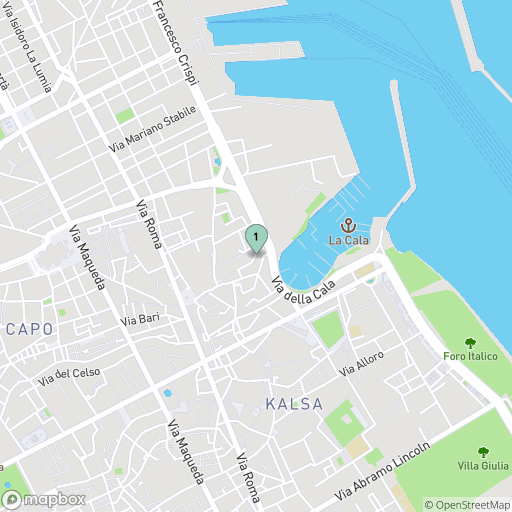 Via Isidoro La Lumia
Francesco Crispi
Via Mariano Stabile
Via Maqueda
Via Roma
1
La Cala
Via della Cala
CAPO
Via Bari
Foro Italico
Via Alloro
Via del Celso
KALSA
Via Maqueda
Via Roma
Via Abramo Lincoln
Villa Giulia
mapbox
© OpenStreetMap